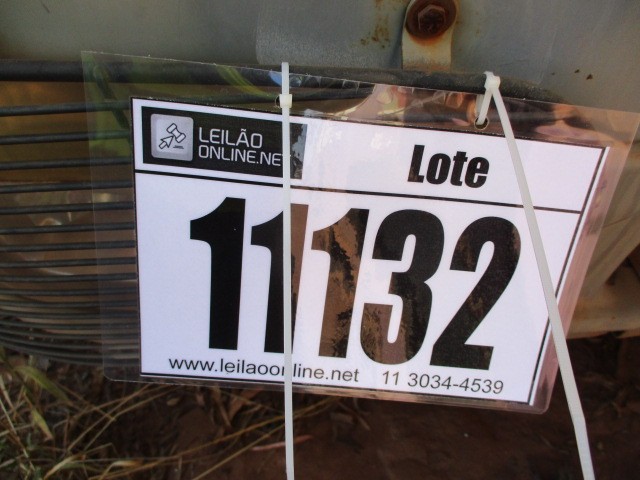 LEILÃO
ONLINE.NET
Lote
11132
www.leilaoonline.net 11 3034-4539